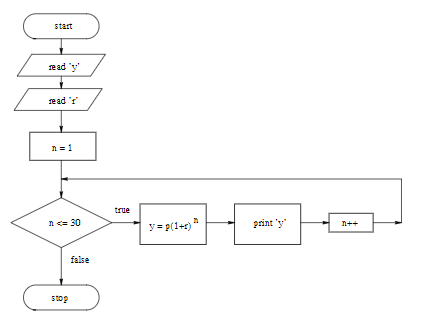 start
read 'y'
read 'r'
n = 1
n <= 30
true
y = p(1+r) n
print 'y'
n++
false
stop